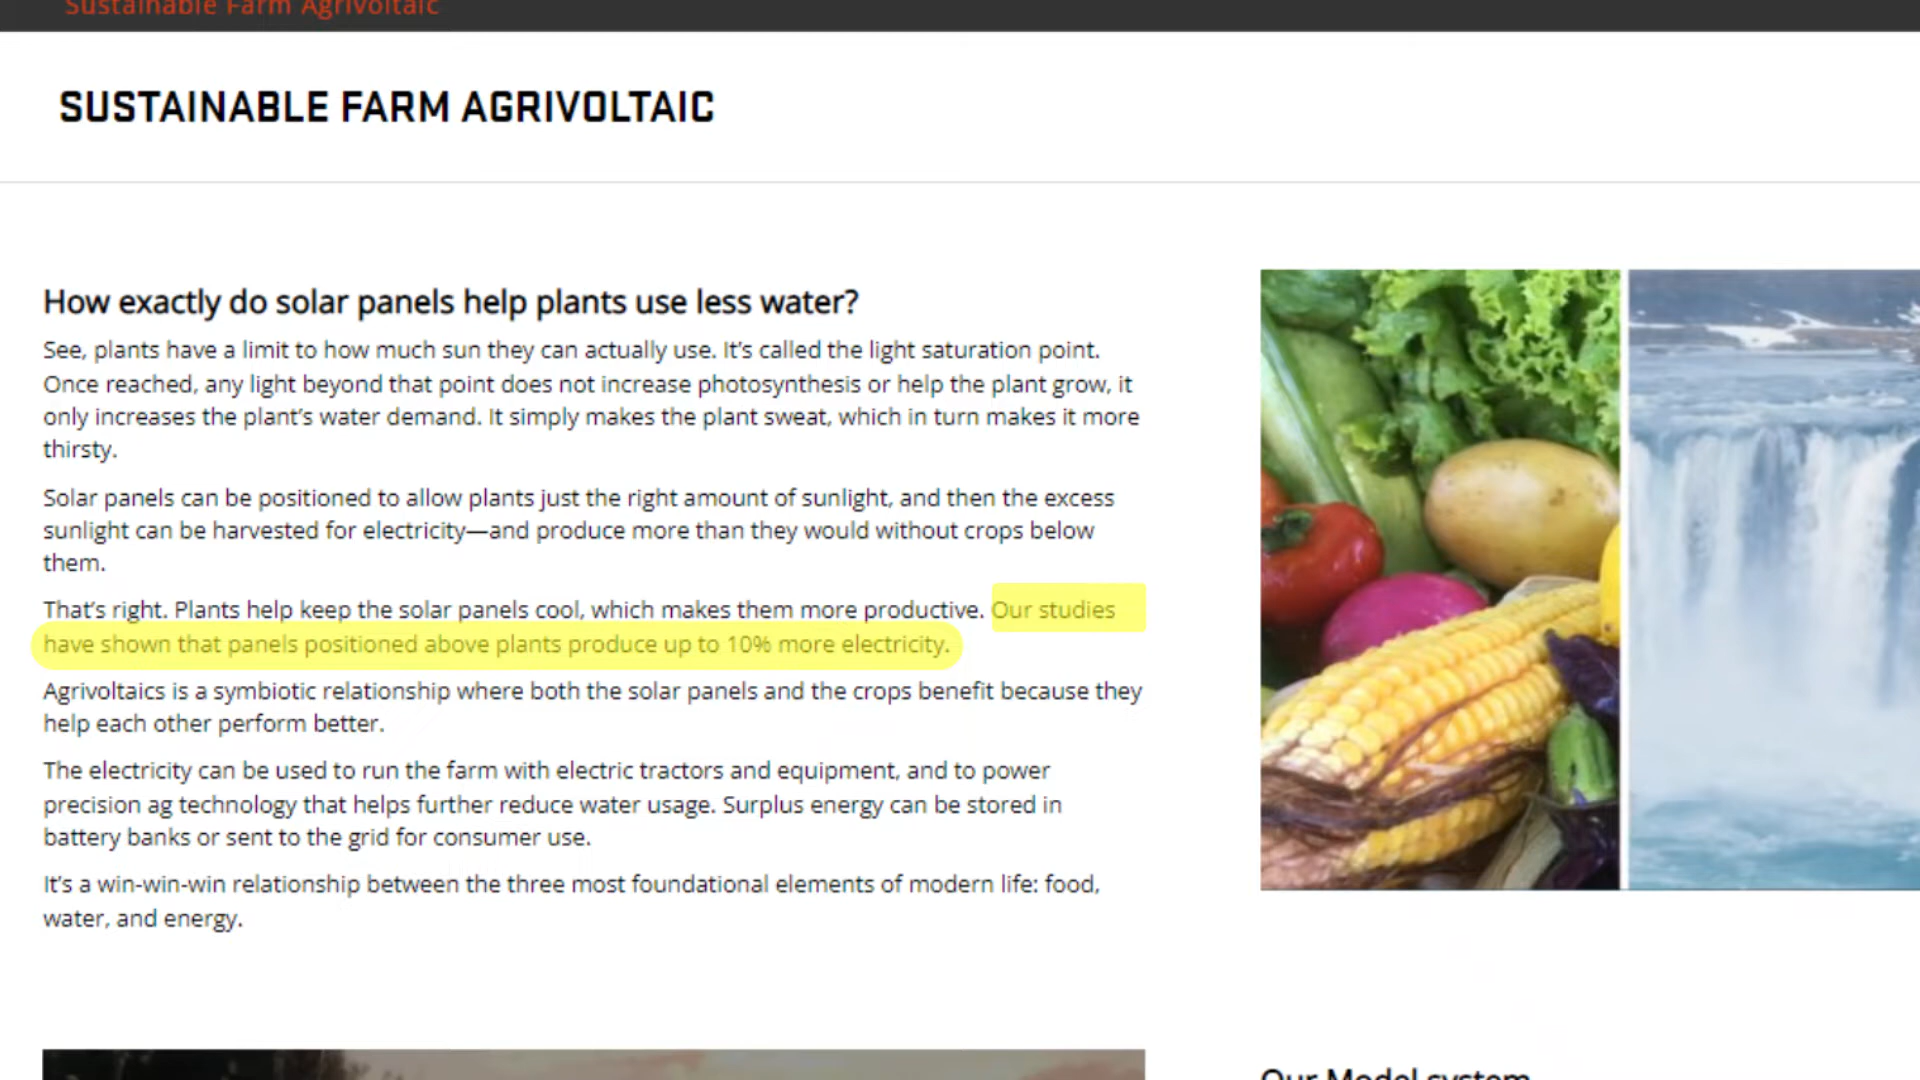 Sustainable Farm Agrivoltaic
SUSTAINABLE FARM AGRIVOLTAIC
How exactly do solar panels help plants use less water?
See, plants have a limit to how much sun they can actually use. It’s called the light saturation point.
Once reached, any light beyond that point does not increase photosynthesis or help the plant grow, it
only increases the plant’s water demand. It simply makes the plant sweat, which in turn makes it more
thirsty.
Solar panels can be positioned to allow plants just the right amount of sunlight, and then the excess
sunlight can be harvested for electricity—and produce more than they would without crops below
them.
That’s right. Plants help keep the solar panels cool, which makes them more productive. Our studies
have shown that panels positioned above plants produce up to 10% more electricity.
Agrivoltaics is a symbiotic relationship where both the solar panels and the crops benefit because they
help each other perform better.
The electricity can be used to run the farm with electric tractors and equipment, and to power
precision ag technology that helps further reduce water usage. Surplus energy can be stored in
battery banks or sent to the grid for consumer use.
It’s a win-win-win relationship between the three most foundational elements of modern life: food,
water, and energy.
Our Model system